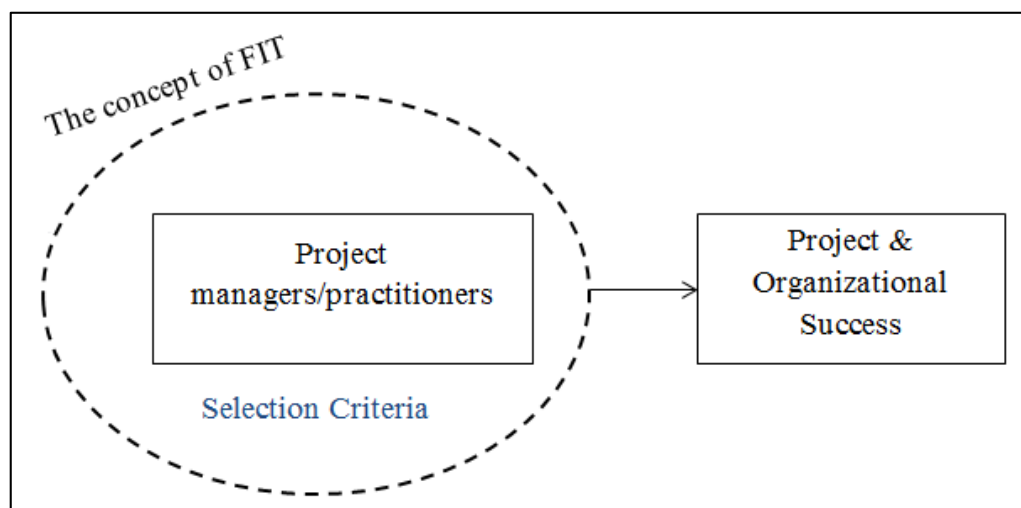 The concept of FIT
Project
managers/practitioners
Selection Criteria
Project &
Organizational
Success